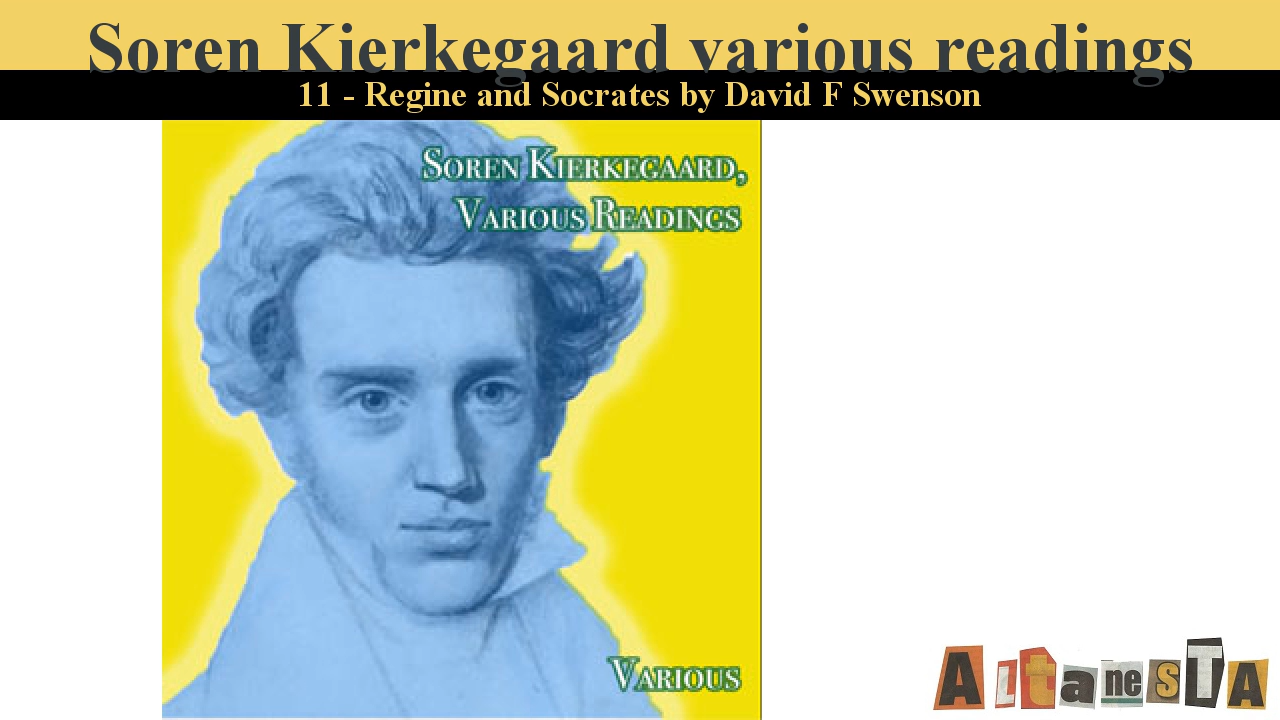 Soren Kierkegaard various readings
11 - Regine and Socrates by David F Swenson
Soren Kierkegaard,
Various Readings
Various
AltanesTA